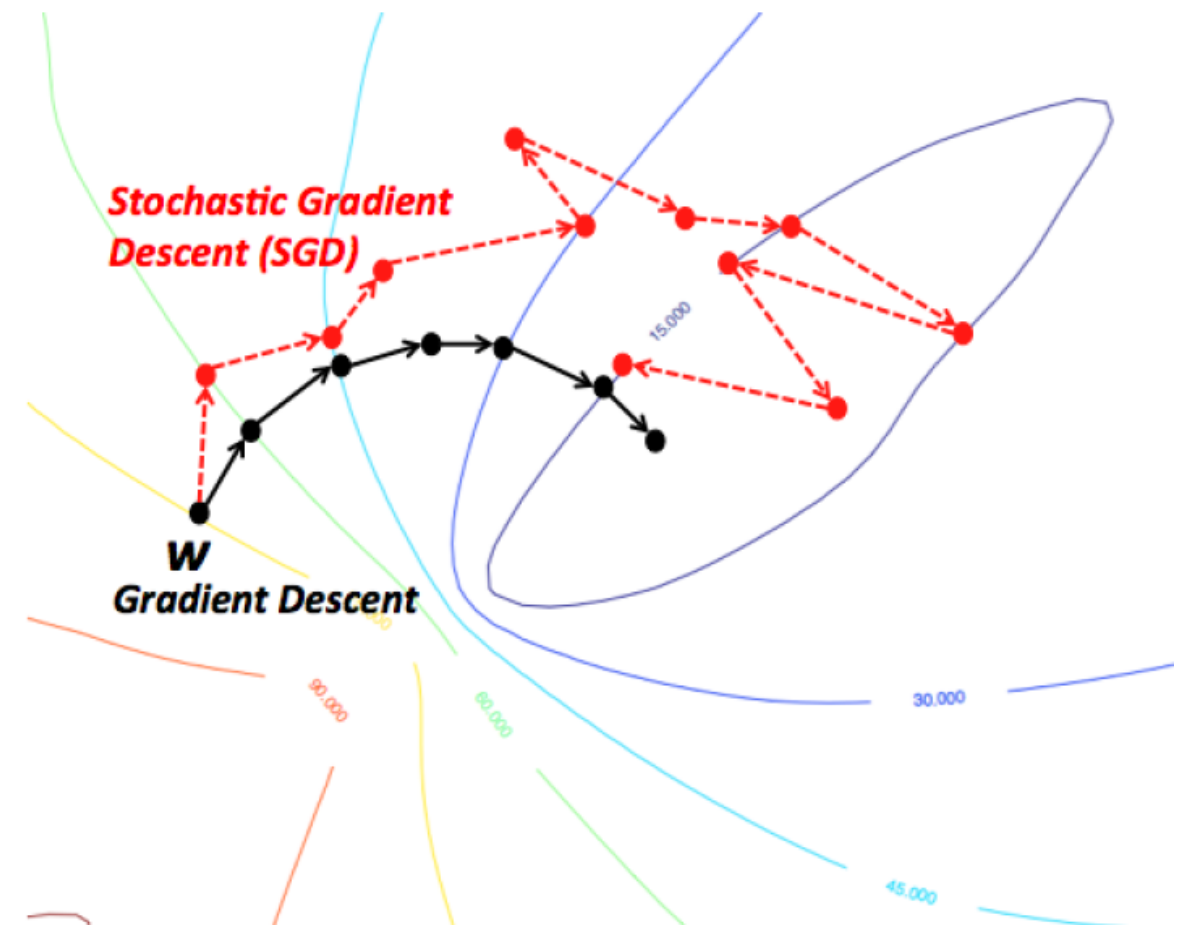 Stochastic Gradient
Descent (SGD)
15.000
W
Gradient Descent
90.000
60.000
30.000
45.000